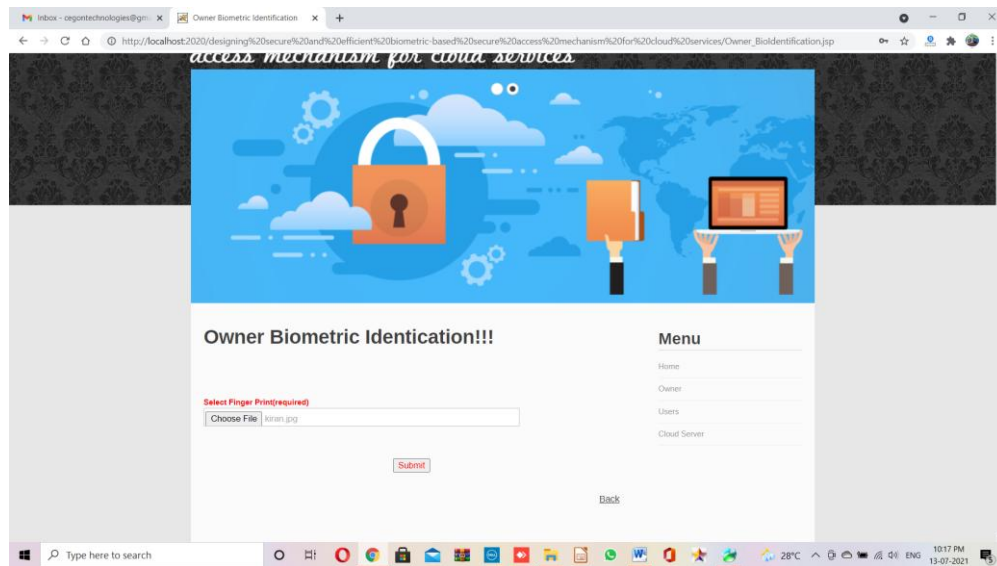 Inbox - cegontechnologies@gm
Owner Biometric Identification
http://localhost:2020/designing%20secure%20and%20efficient%20biometric-based%20secure%20access%20mechanism%20for%20cloud%20services/Owner_BioIdentification.jsp
access mechanism for cloud services
Owner Biometric Identication!!!
Select Finger Print(required)
Choose File kiran.jpg
Submit
Back
Menu
Home
Owner
Users
Cloud Server
Type here to search
28°C
ENG
10:17 PM
13-07-2021